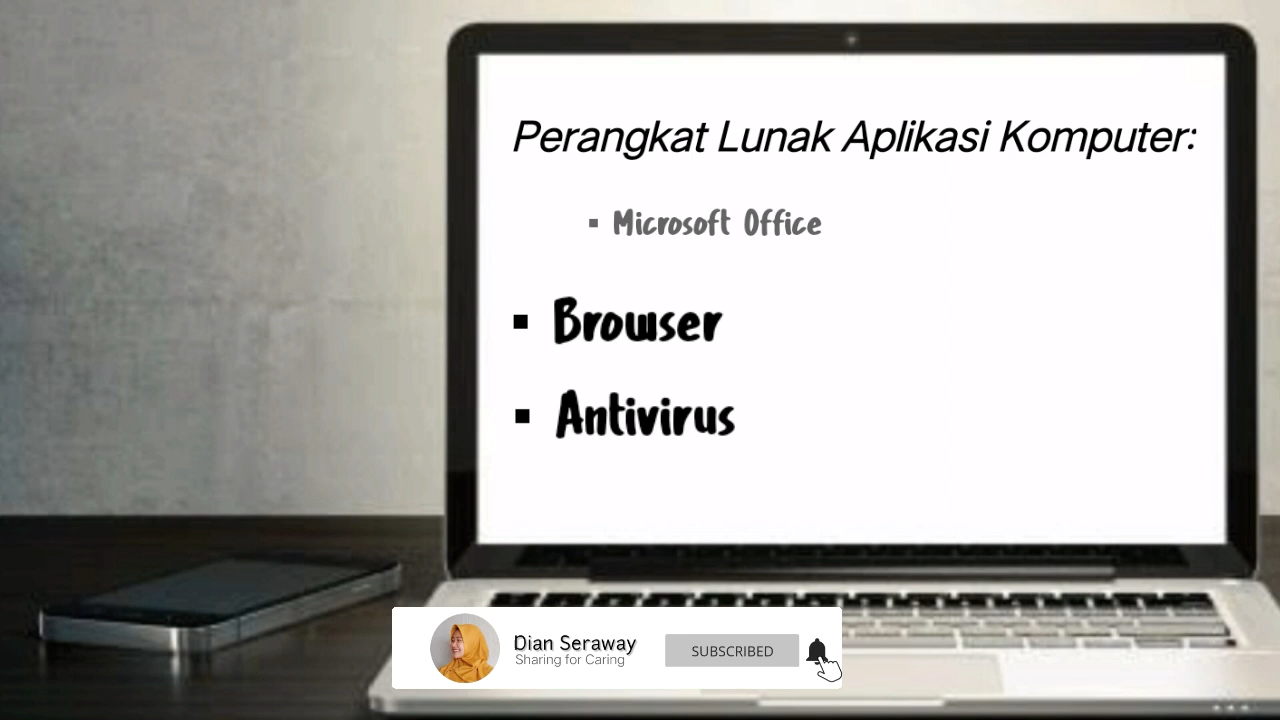 Perangkat Lunak Aplikasi Komputer:
▪ Microsoft Office
▪ Browser
▪ Antivirus
Dian Seraway
Sharing for Caring
SUBSCRIBED